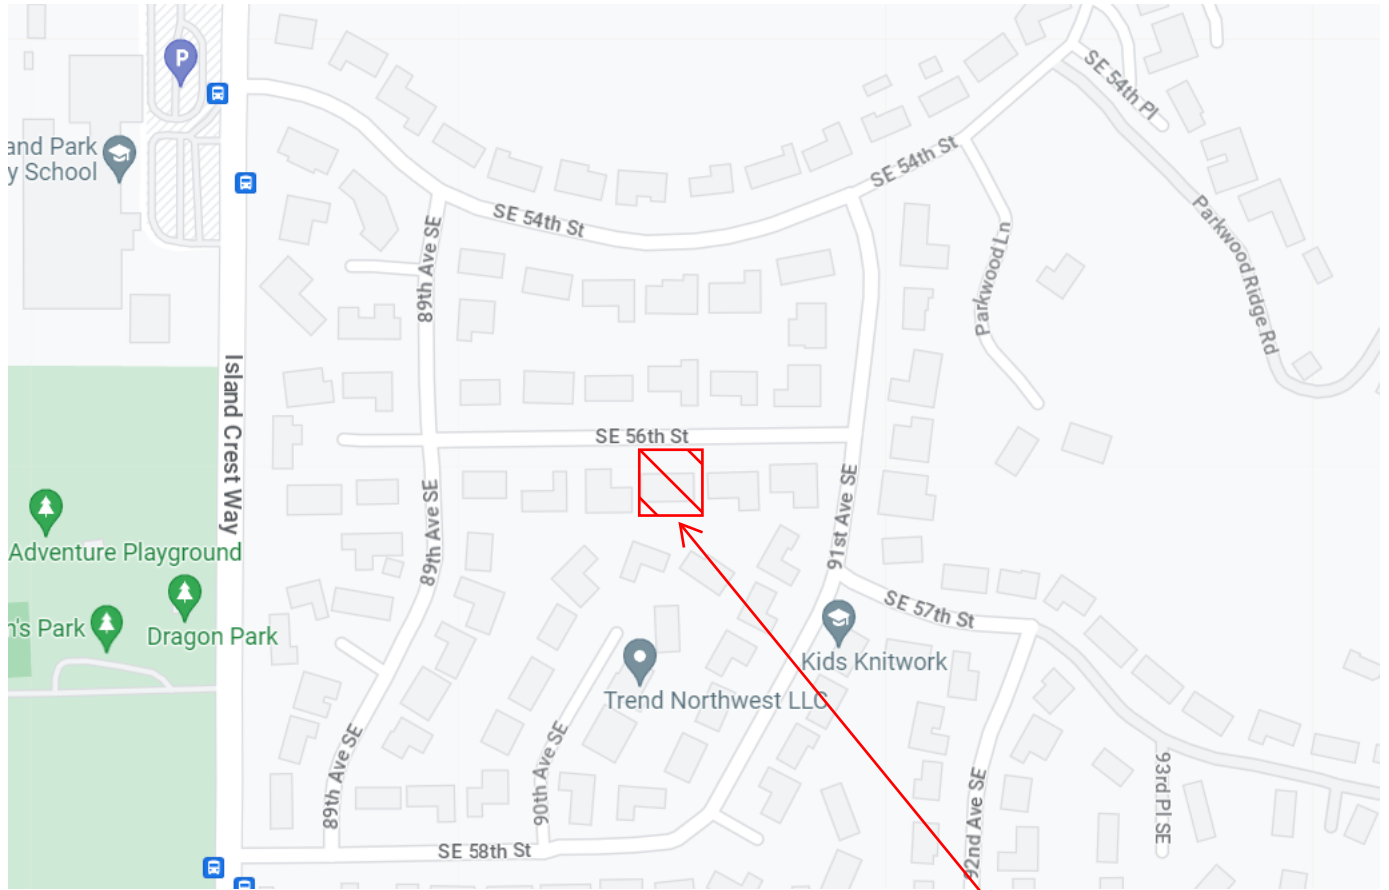 P
SE 54th Pl
and Park
y School
SE 54th St
Parkwood Ridge Rd
SE 54th St
89th Ave SE
Parkwood Ln
Island Crest Way
SE 56th St
91st Ave SE
89th Ave SE
Adventure Playground
n's Park
Dragon Park
SE 57th St
Kids Knitwork
Trend Northwest LLC
89th Ave SE
90th Ave SE
92nd Ave SE
93rd Pl SE
SE 58th St